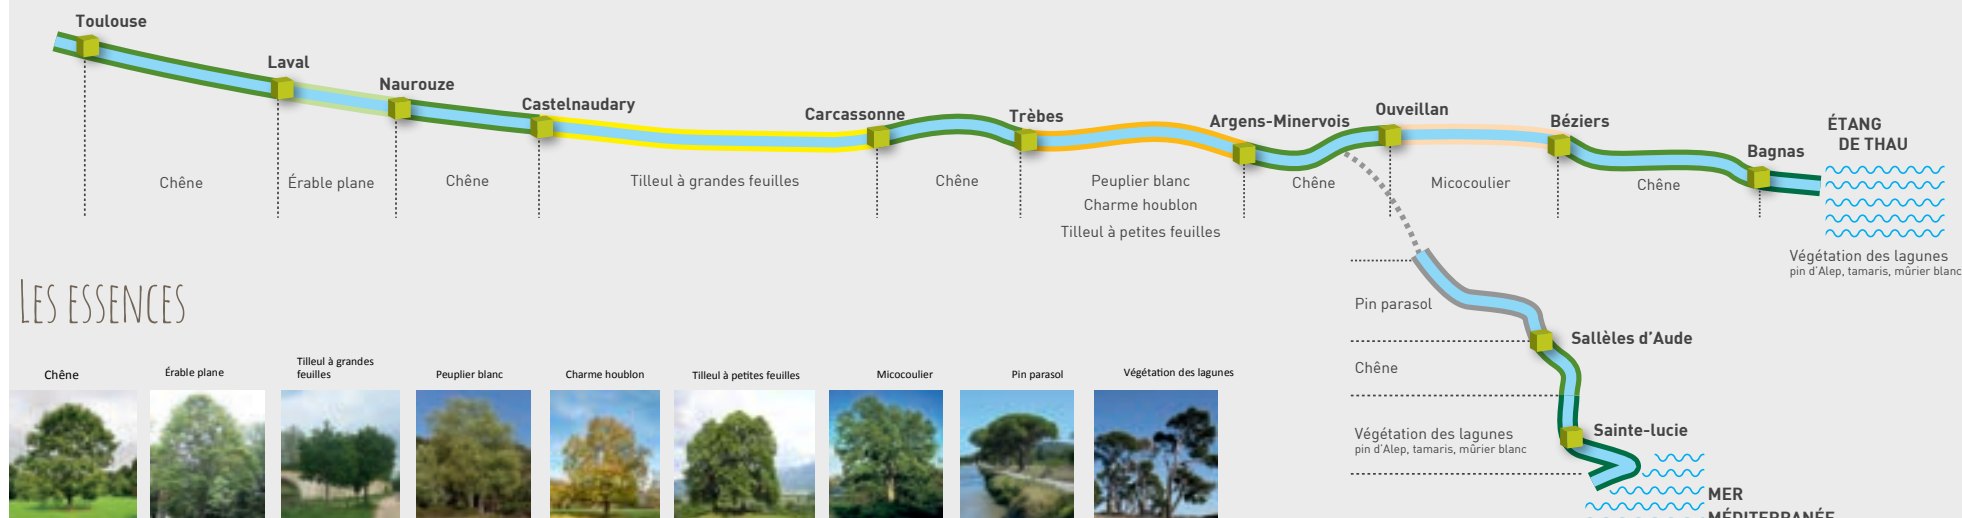 Toulouse
Laval
Naurouze
Castelnaudary
Carcassonne
Trèbes
Argens-Minervois
Ouveillan
Béziers
Bagnas
ÉTANG
DE THAU
Chêne
Érable plane
Chêne
Tilleul à grandes feuilles
Chêne
Peuplier blanc
Charme houblon
Tilleul à petites feuilles
Chêne
Micocoulier
Chêne
Végétation des lagunes
pin d'Alep, tamaris, mûrier blanc
Pin parasol
Sallèles d'Aude
Chêne
Végétation des lagunes
pin d'Alep, tamaris, mûrier blanc
Sainte-lucie
MER
MÉDITERRANÉE
LES ESSENCES
Chêne
Érable plane
Tilleul à grandes
feuilles
Peuplier blanc
Charme houblon
Tilleul à petites feuilles
Micocoulier
Pin parasol
Végétation des lagunes